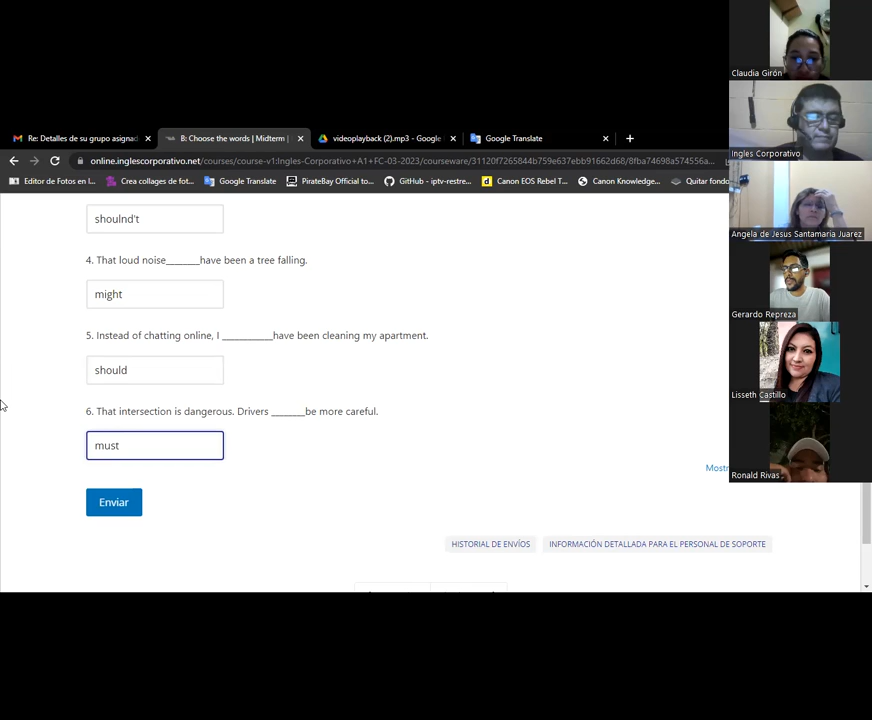 Claudia Girón
Ingles Corporativo
Angela de Jesus Santamaria Juarez
Gerardo Repreza
Lisseth Castillo
Ronald Rivas
Re: Detalles de su grupo asignad
B: Choose the words | Midterm |
videoplayback (2).mp3 - Google
Google Translate
online.inglescorporativo.net/courses/course-v1:Ingles-Corporativo+A1+FC-03-2023/courseware/31120f7265844b759e637ebb91662d68/8fba74698a574556a...
Editor de Fotos en l... Crea collages de fot... Google Translate PirateBay Official to... GitHub - iptv-restre... Canon EOS Rebel T... Canon Knowledge... Quitar fondo
shoulnd't
4. That loud noise_______have been a tree falling.
might
5. Instead of chatting online, I ___________have been cleaning my apartment.
should
6. That intersection is dangerous. Drivers _______be more careful.
must
Mostr
Enviar
HISTORIAL DE ENVÍOS INFORMACIÓN DETALLADA PARA EL PERSONAL DE SOPORTE